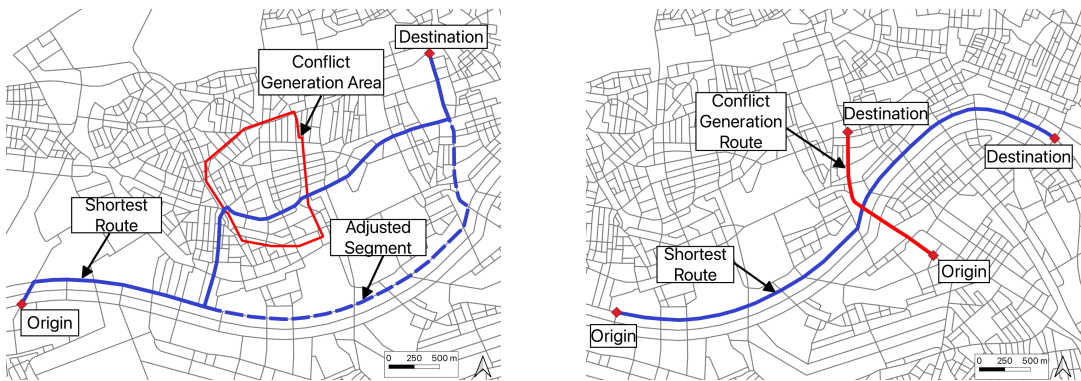 Destination
Conflict
Generation Area
Shortest
Route
Adjusted
Segment
Origin
0 250 500 m
Conflict
Generation
Route
Destination
Destination
Shortest
Route
Origin
Origin
0 250 500 m